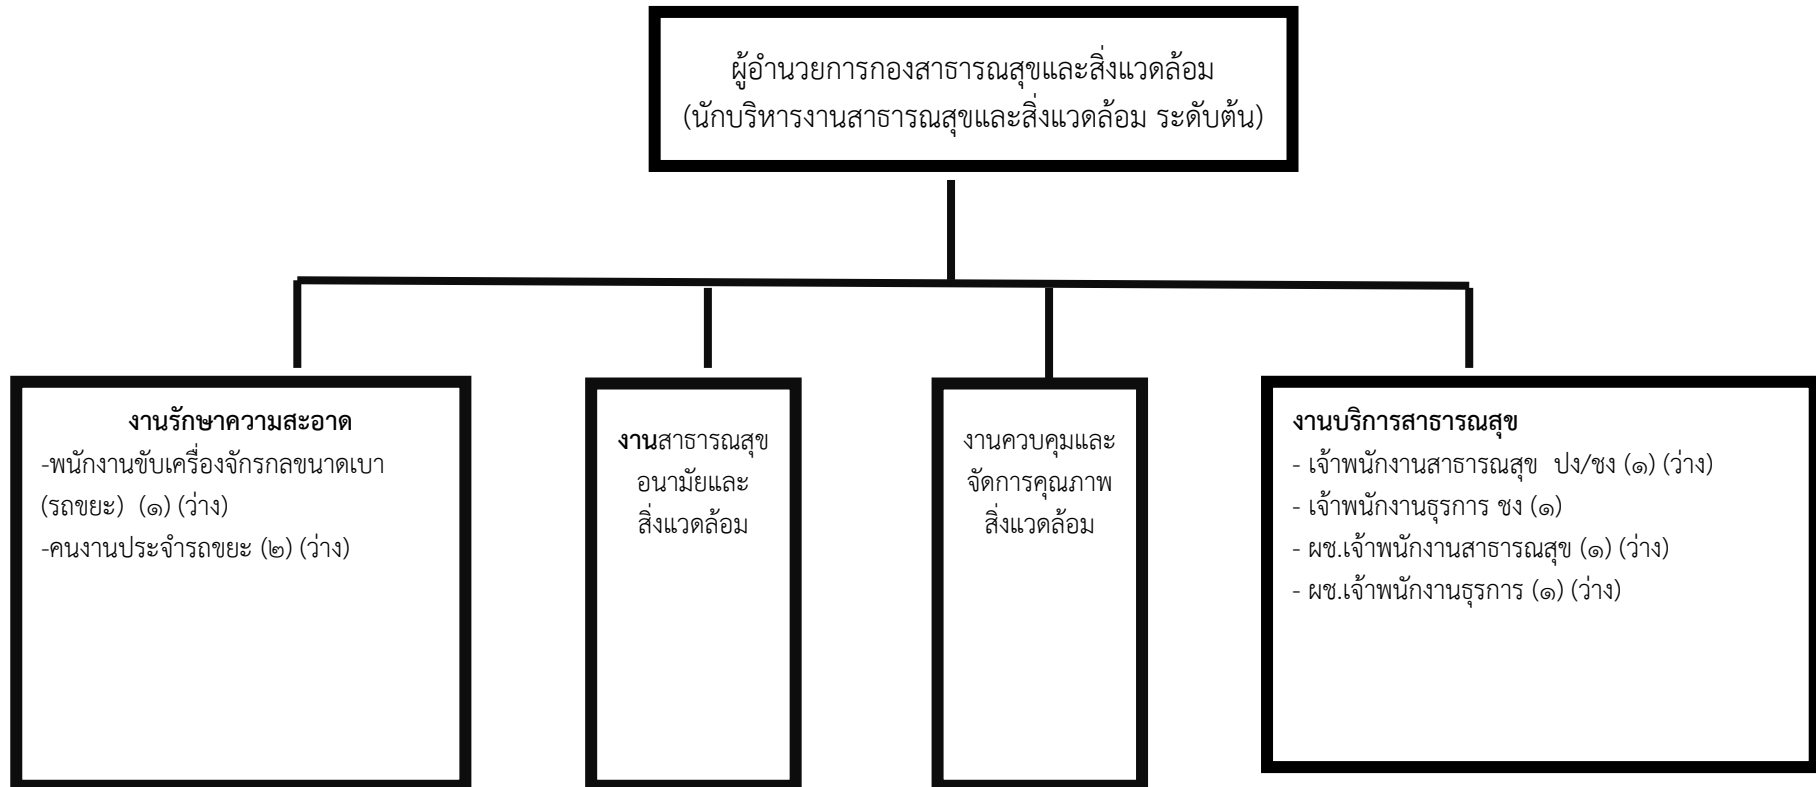 ผู้อำนวยการกองสาธารณสุขและสิ่งแวดล้อม
(นักบริหารงานสาธารณสุขและสิ่งแวดล้อม ระดับต้น)
งานรักษาความสะอาด
-พนักงานขับเครื่องจักรกลขนาดเบา
(รถขยะ) (๑) (ว่าง)
-คนงานประจำรถขยะ (๒) (ว่าง)
งานสาธารณสุข
อนามัยและ
สิ่งแวดล้อม
งานควบคุมและ
จัดการคุณภาพ
สิ่งแวดล้อม
งานบริการสาธารณสุข
- เจ้าพนักงานสาธารณสุข ปง/ชง (๑) (ว่าง)
- เจ้าพนักงานธุรการ ชง (๑)
- ผช.เจ้าพนักงานสาธารณสุข (๑) (ว่าง)
- ผช.เจ้าพนักงานธุรการ (๑) (ว่าง)